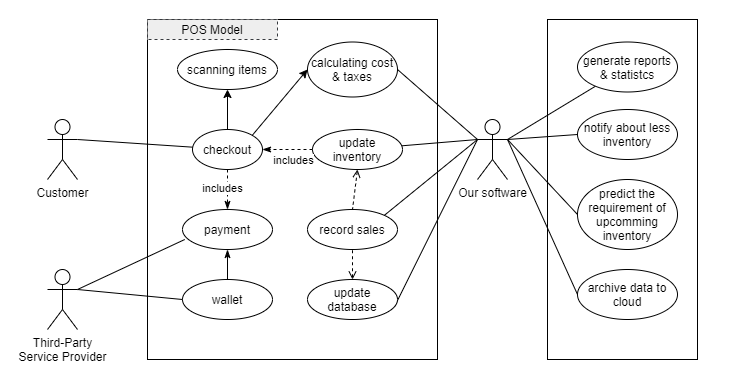 POS Model
scanning items
calculating cost
& taxes
generate reports
& statistcs
checkout
includes
update
inventory
notify about less
inventory
Customer
Our software
includes
predict the
requirement of
upcomming
inventory
payment
record sales
wallet
update
database
archive data to
cloud
Third-Party
Service Provider